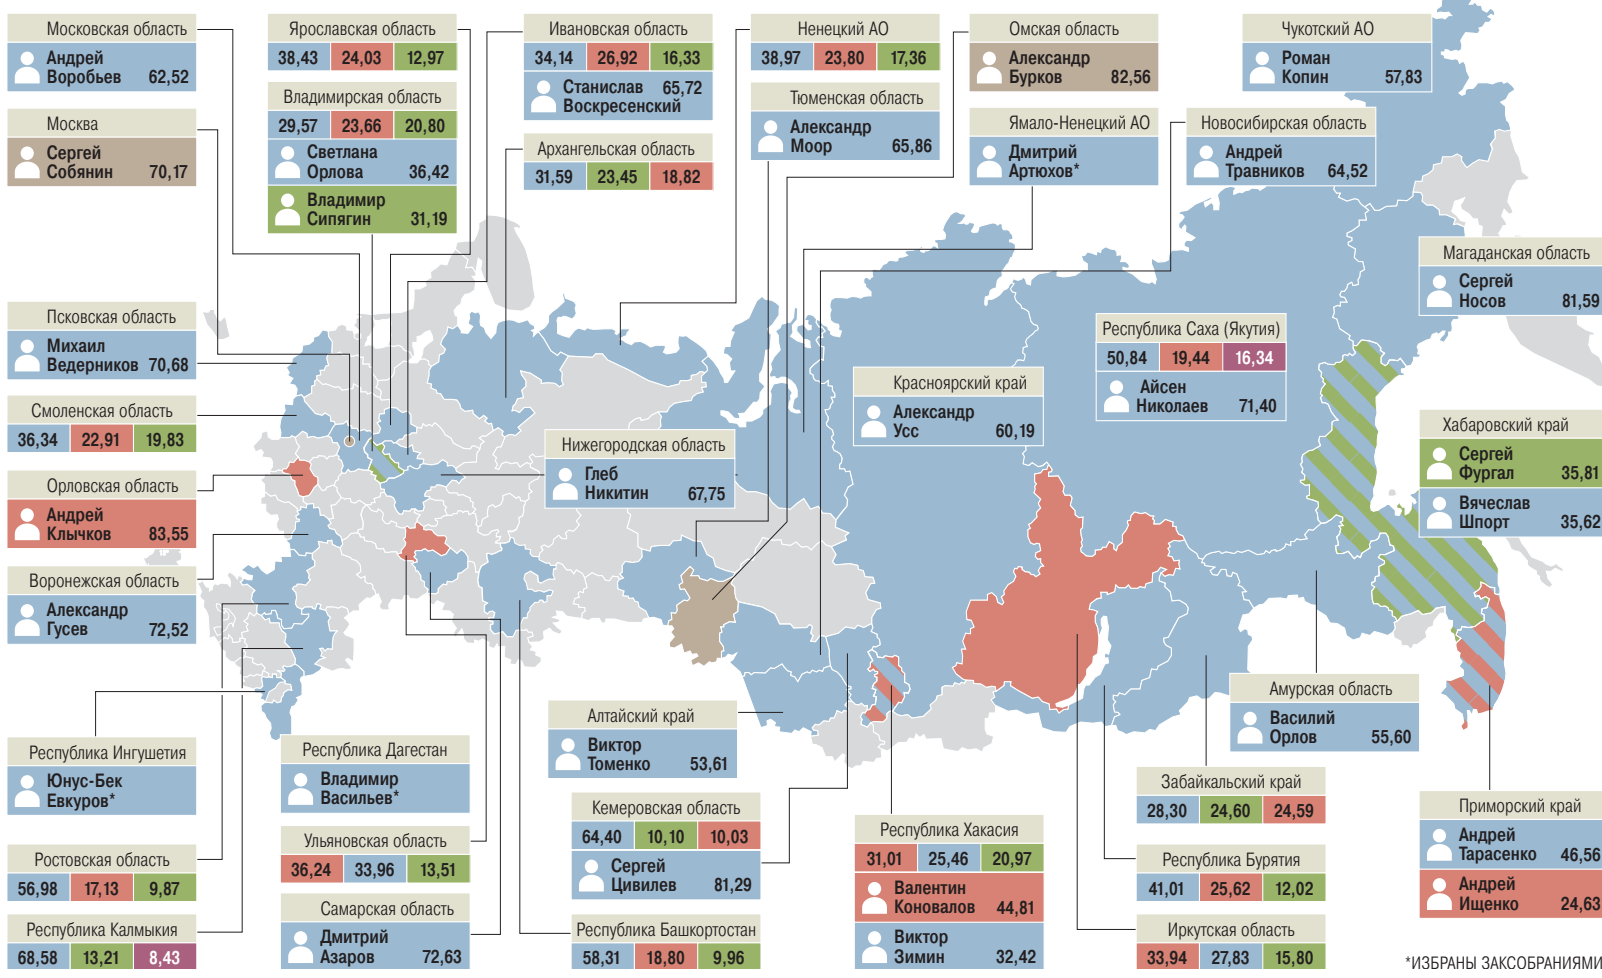 Московская область
Андрей
Воробьев 62,52
Москва
Сергей
Собянин 70,17
Псковская область
Михаил
Ведерников 70,68
Смоленская область
36,34 22,91 19,83
Орловская область
Андрей
Клычков 83,55
Воронежская область
Александр
Гусев 72,52
Республика Ингушетия
Юнус-Бек
Евкуров*
Ростовская область
56,98 17,13 9,87
Республика Калмыкия
68,58 13,21 8,43
Ярославская область
38,43 24,03 12,97
Владимирская область
29,57 23,66 20,80
Светлана
Орлова 36,42
Владимир
Сипягин 31,19
Республика Дагестан
Владимир
Васильев*
Ульяновская область
36,24 33,96 13,51
Самарская область
Дмитрий
Азаров 72,63
Ивановская область
34,14 26,92 16,33
Станислав 65,72
Воскресенский
Архангельская область
31,59 23,45 18,82
Нижегородская область
Глеб
Никитин 67,75
Алтайский край
Виктор
Томенко 53,61
Кемеровская область
64,40 10,10 10,03
Сергей
Цивилев 81,29
Республика Башкортостан
58,31 18,80 9,96
Ненецкий АО
38,97 23,80 17,36
Тюменская область
Александр
Моор 65,86
Омская область
Александр
Бурков 82,56
Ямало-Ненецкий АО
Дмитрий
Артюхов*
Красноярский край
Александр
Усс 60,19
Республика Хакасия
31,01 25,46 20,97
Валентин
Коновалов 44,81
Виктор
Зимин 32,42
Чукотский АО
Роман
Копин 57,83
Новосибирская область
Андрей
Травников 64,52
Республика Саха (Якутия)
50,84 19,44 16,34
Айсен
Николаев 71,40
Магаданская область
Сергей
Носов 81,59
Хабаровский край
Сергей
Фургал 35,81
Вячеслав
Шпорт 35,62
Амурская область
Василий
Орлов 55,60
Забайкальский край
28,30 24,60 24,59
Республика Бурятия
41,01 25,62 12,02
Иркутская область
33,94 27,83 15,80
Приморский край
Андрей
Тарасенко 46,56
Андрей
Ищенко 24,63
*ИЗБРАНЫ ЗАКСОБРАНИЯМИ